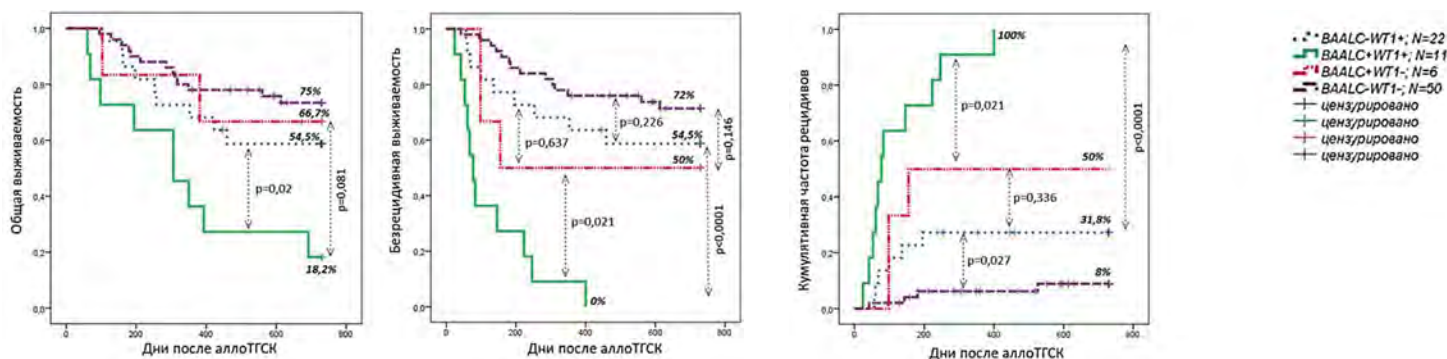 Общая выживаемость
1,0
0,8
0,6
0,4
0,2
0,0
75%
66,7%
54,5%
p=0,02
p=0,081
18,2%
0
200
400
600
800
Дни после аллоТГСК
Безрецидивная выживаемость
1,0
0,8
0,6
0,4
0,2
0,0
72%
p=0,226
54,5%
p=0,637
p=0,146
50%
p=0,021
p<0,0001
0%
0
200
400
600
800
Дни после аллоТГСК
Кумулятивная частота рецидивов
1,0
0,8
0,6
0,4
0,2
0,0
100%
p=0,021
p<0,0001
50%
p=0,336
31,8%
p=0,027
8%
0
200
400
600
800
Дни после аллоТГСК
BAALC-WT1+; N=22
BAALC+WT1+; N=11
BAALC+WT1-; N=6
BAALC-WT1-; N=50
цензурировано
цензурировано
цензурировано
цензурировано